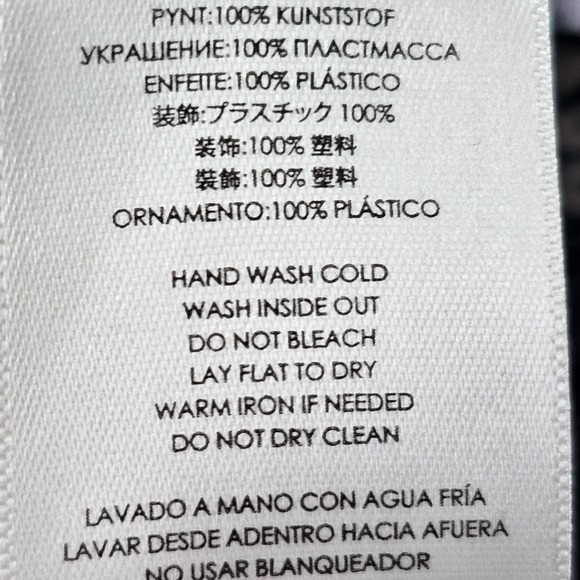 PYNT:100% KUNSTSTOF
УКРАШЕНИЕ:100% ПЛАСТМАССА
ENFEITE:100% PLÁSTICO
装飾:プラスチック 100%
装饰:100% 塑料
裝飾:100% 塑料
ORNAMENTO:100% PLÁSTICO
HAND WASH COLD
WASH INSIDE OUT
DO NOT BLEACH
LAY FLAT TO DRY
WARM IRON IF NEEDED
DO NOT DRY CLEAN
LAVADO A MANO CON AGUA FRÍA
LAVAR DESDE ADENTRO HACIA AFUERA
NO USAR BLANQUEADOR